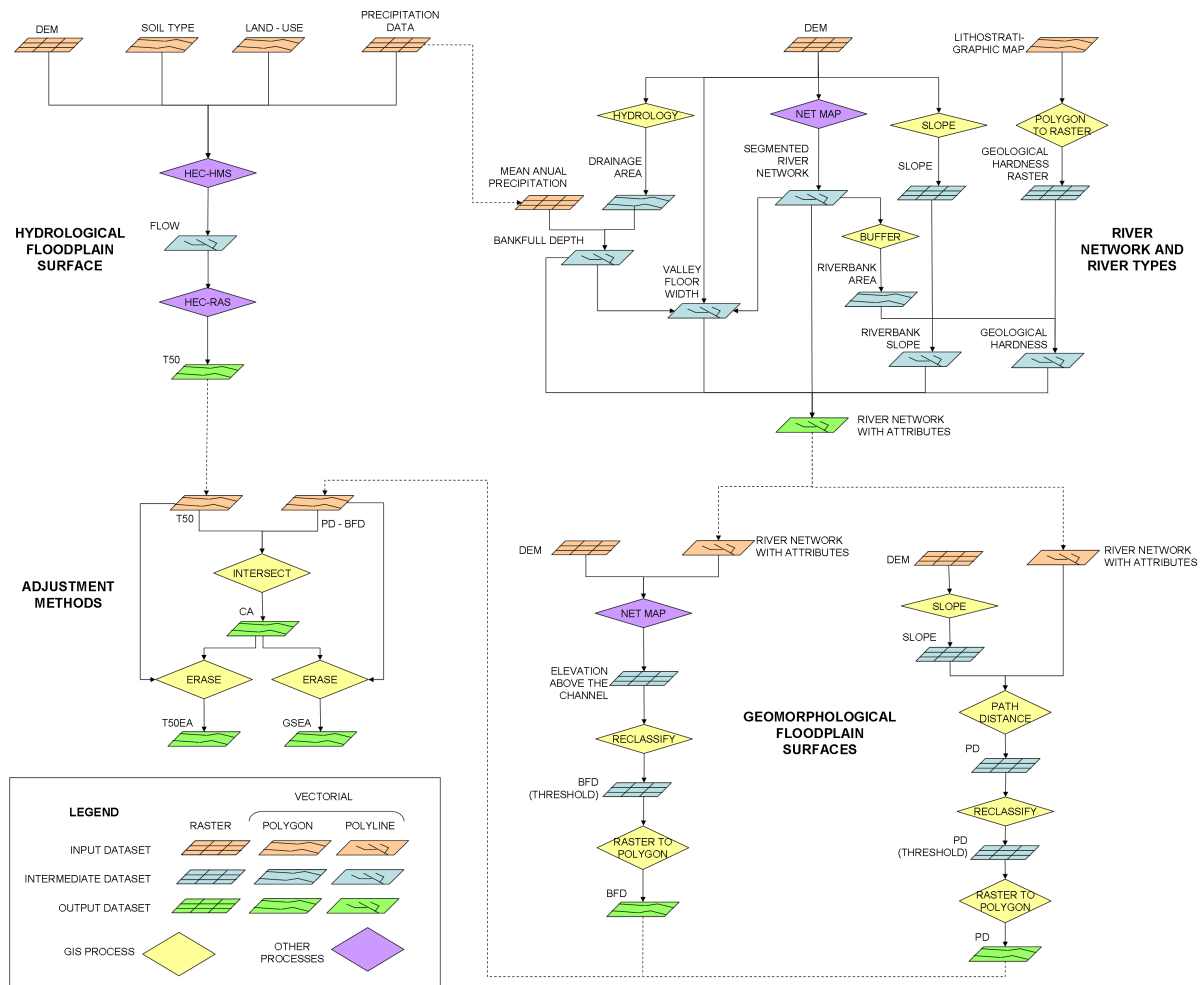 DEM
SOIL TYPE
LAND - USE
PRECIPITATION
DATA
HEC-HMS
FLOW
HYDROLOGICAL
FLOODPLAIN
SURFACE
HEC-RAS
T50
DEM
LITHOSTRATI-
GRAPHIC MAP
HYDROLOGY
NET MAP
SLOPE
POLYGON
TO RASTER
MEAN ANUAL
PRECIPITATION
DRAINAGE
AREA
SEGMENTED
RIVER
NETWORK
SLOPE
GEOLOGICAL
HARDNESS
RASTER
BANKFULL DEPTH
BUFFER
RIVER
NETWORK AND
RIVER TYPES
VALLEY
FLOOR
WIDTH
RIVERBANK
AREA
RIVERBANK
SLOPE
GEOLOGICAL
HARDNESS
RIVER NETWORK
WITH ATTRIBUTES
T50
PD - BFD
INTERSECT
ADJUSTMENT
METHODS
CA
ERASE
ERASE
T50EA
GSEA
DEM
RIVER NETWORK
WITH ATTRIBUTES
NET MAP
ELEVATION
ABOVE THE
CHANNEL
RECLASSIFY
BFD
(THRESHOLD)
RASTER TO
POLYGON
BFD
GEOMORPHOLOGICAL
FLOODPLAIN
SURFACES
DEM
RIVER NETWORK
WITH ATTRIBUTES
SLOPE
SLOPE
PATH
DISTANCE
PD
RECLASSIFY
PD
(THRESHOLD)
RASTER TO
POLYGON
PD
LEGEND
VECTORIAL
RASTER
POLYGON
POLYLINE
INPUT DATASET
INTERMEDIATE DATASET
OUTPUT DATASET
GIS PROCESS
OTHER
PROCESSES